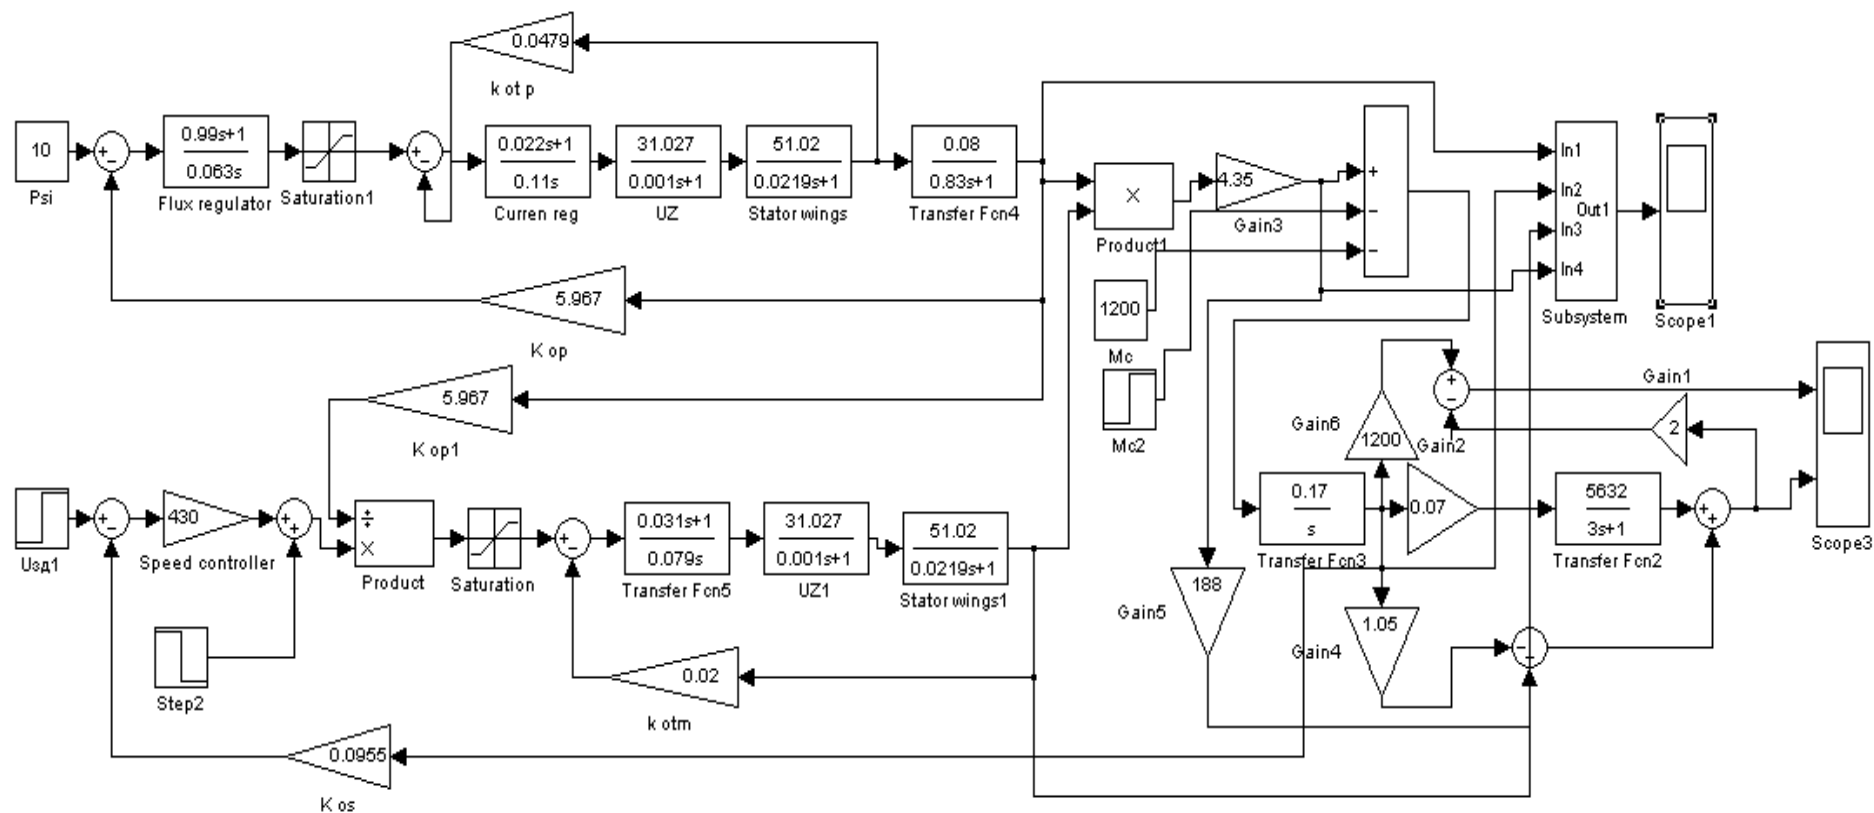 0.0479
k ot p
10
Psi
+
−
0.99s+1
0.063s
Flux regulator
Saturation1
+
−
0.022s+1
0.11s
Curren reg
31.027
0.001s+1
UZ
51.02
0.0219s+1
Stator wings
0.08
0.83s+1
Transfer Fcn4
×
Product1
4.35
Gain3
+
−
−
In1
In2
In3
In4
Out1
Subsystem
Scope1
5.967
K op
1200
Mc
Mc2
5.967
K op1
Uзд1
+
−
430
Speed controller
+
+
÷
×
Product
Saturation
+
−
0.031s+1
0.079s
Transfer Fcn5
31.027
0.001s+1
UZ1
51.02
0.0219s+1
Stator wings1
Step2
0.02
k otm
0.0955
K os
188
Gain5
0.17
s
Transfer Fcn3
1200
Gain6
0.07
Gain2
+
−
Gain1
2
5632
3s+1
Transfer Fcn2
+
+
Scope3
1.05
Gain4